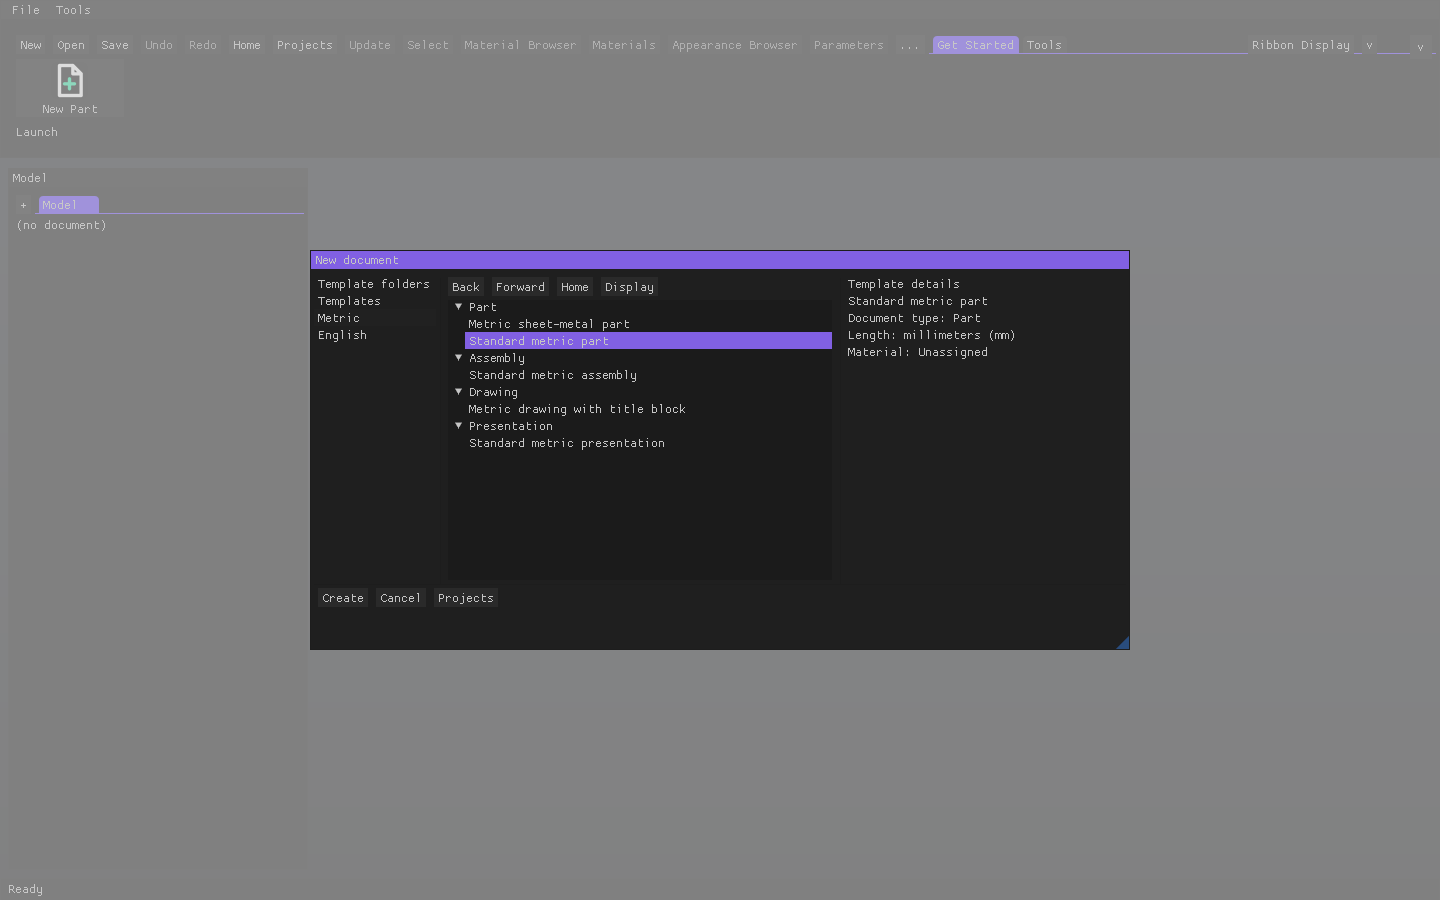 File Tools
New Open Save Undo Redo Home Projects Update Select Material Browser Materials Appearance Browser Parameters ... Get Started Tools Ribbon Display v v
New Part
Launch
Model
+ Model
(no document)
New document
Template folders
Templates
Metric
English
Back Forward Home Display
Part
Metric sheet-metal part
Standard metric part
Assembly
Standard metric assembly
Drawing
Metric drawing with title block
Presentation
Standard metric presentation
Template details
Standard metric part
Document type: Part
Length: millimeters (mm)
Material: Unassigned
Create Cancel Projects
Ready